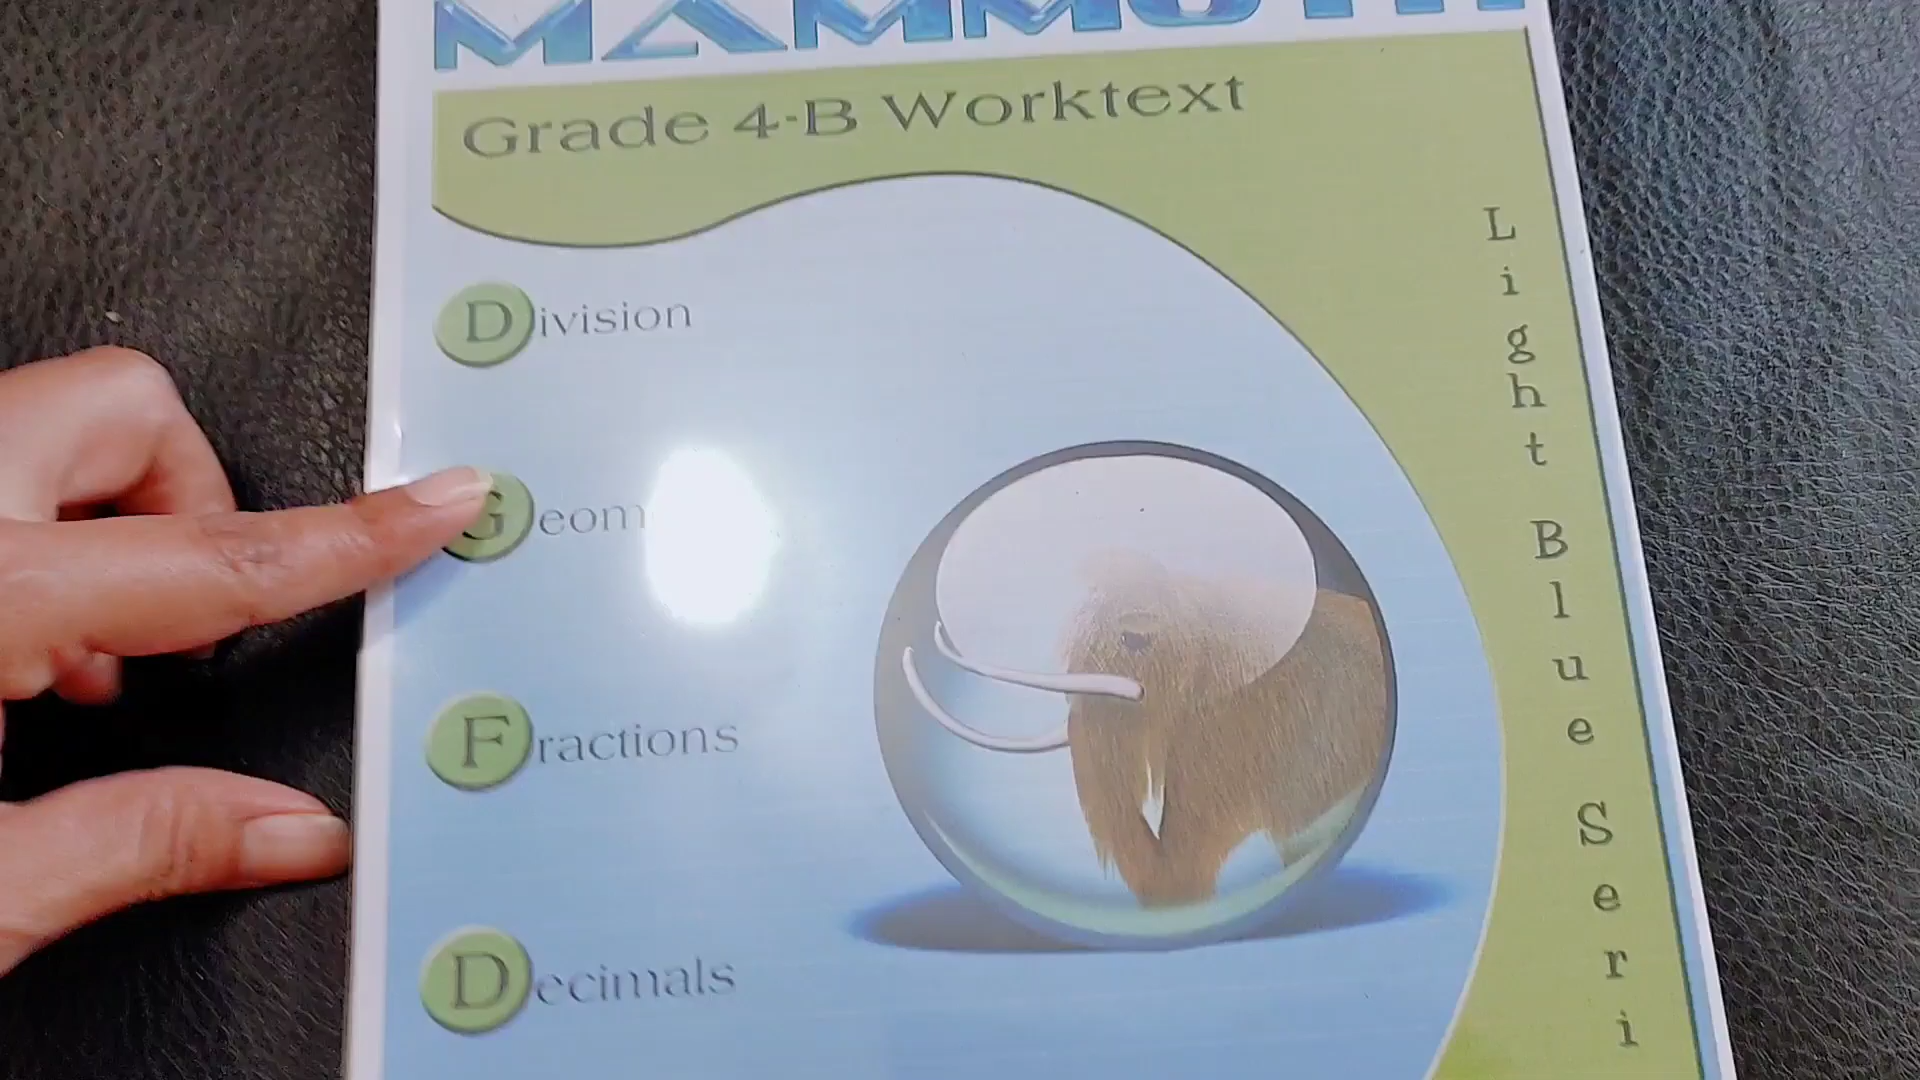 MAMMOTH
Grade 4-B Worktext
Division
Geom
Fractions
Decimals
Light Blue Seri